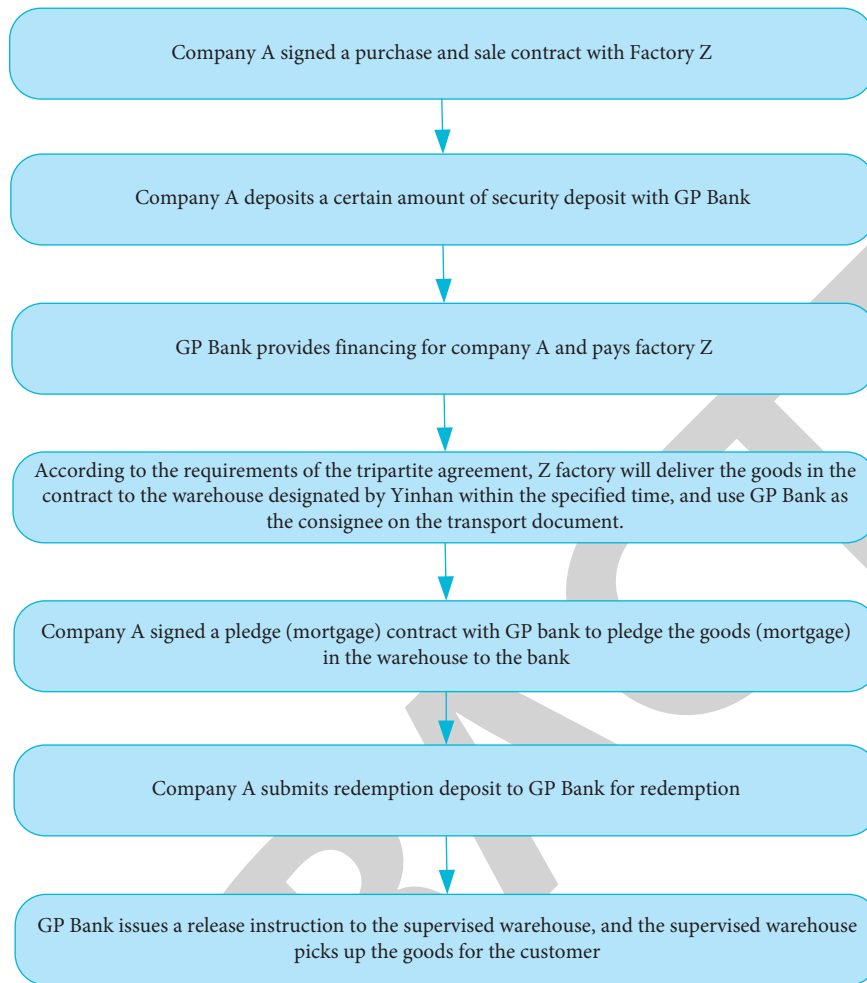 Company A signed a purchase and sale contract with Factory Z
Company A deposits a certain amount of security deposit with GP Bank
GP Bank provides financing for company A and pays factory Z
According to the requirements of the tripartite agreement, Z factory will deliver the goods in the
contract to the warehouse designated by Yinhan within the specified time, and use GP Bank as
the consignee on the transport document.
Company A signed a pledge (mortgage) contract with GP bank to pledge the goods (mortgage)
in the warehouse to the bank
Company A submits redemption deposit to GP Bank for redemption
GP Bank issues a release instruction to the supervised warehouse, and the supervised warehouse
picks up the goods for the customer